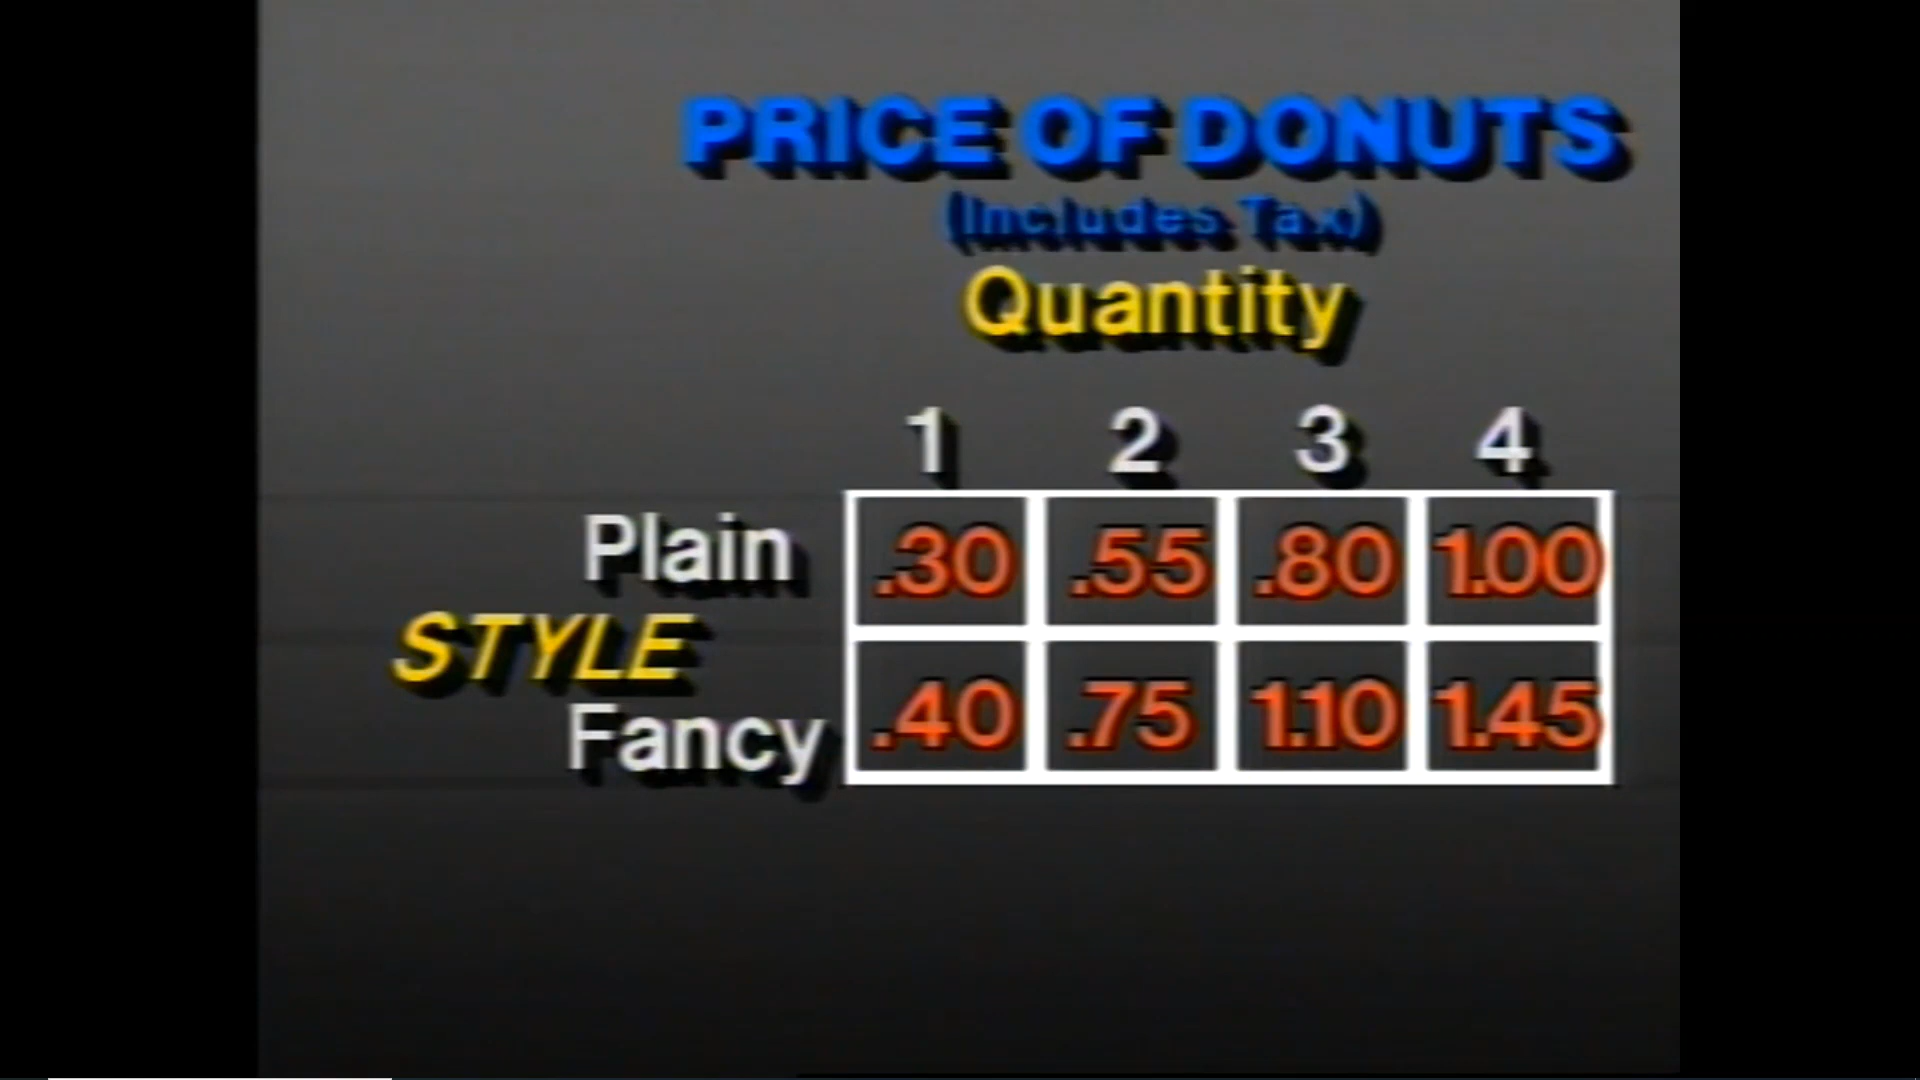 PRICE OF DONUTS
(Includes Tax)
Quantity
1 2 3 4
Plain .30 .55 .80 1.00
STYLE
Fancy .40 .75 1.10 1.45